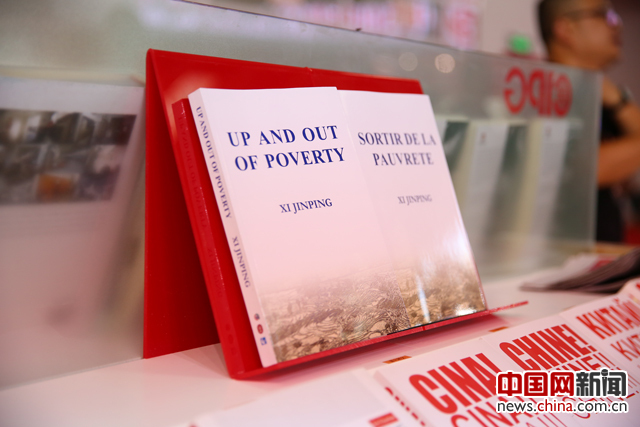 UP AND OUT
OF POVERTY
XI JINPING
UP AND OUT OF POVERTY XI JINPING
SORTIR DE LA
PAUVRETE
XI JINPING
CIPG
CINA! CHINE! КИТАЙ
中国网新闻
news.china.com.cn